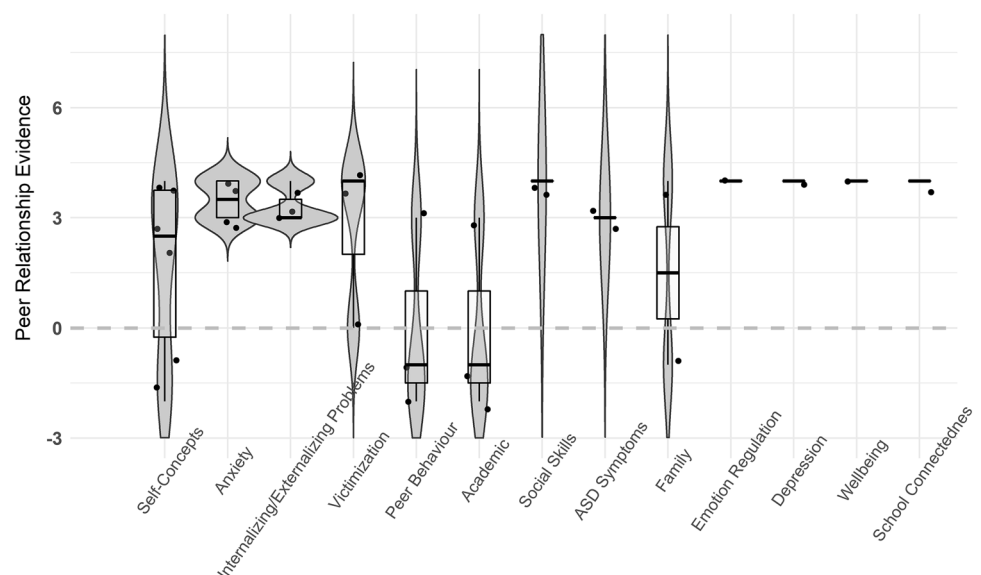 Peer Relationship Evidence
6
3
0
-3
Self-Concepts
Anxiety
Internalizing/Externalizing Problems
Victimization
Peer Behaviour
Academic
Social Skills
ASD Symptoms
Family
Emotion Regulation
Depression
Wellbeing
School Connectednes